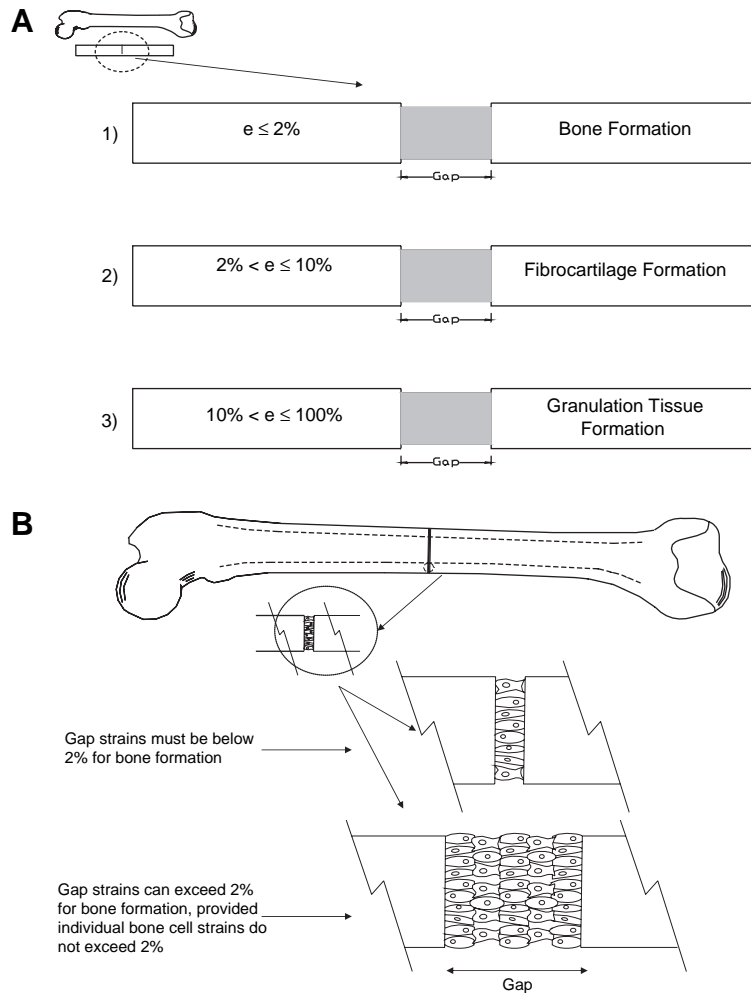 A
1)
e ≤ 2%
Bone Formation
Gap
2)
2% < e ≤ 10%
Fibrocartilage Formation
Gap
3)
10% < e ≤ 100%
Granulation Tissue
Formation
Gap
B
Gap strains must be below
2% for bone formation
Gap strains can exceed 2%
for bone formation, provided
individual bone cell strains do
not exceed 2%
Gap